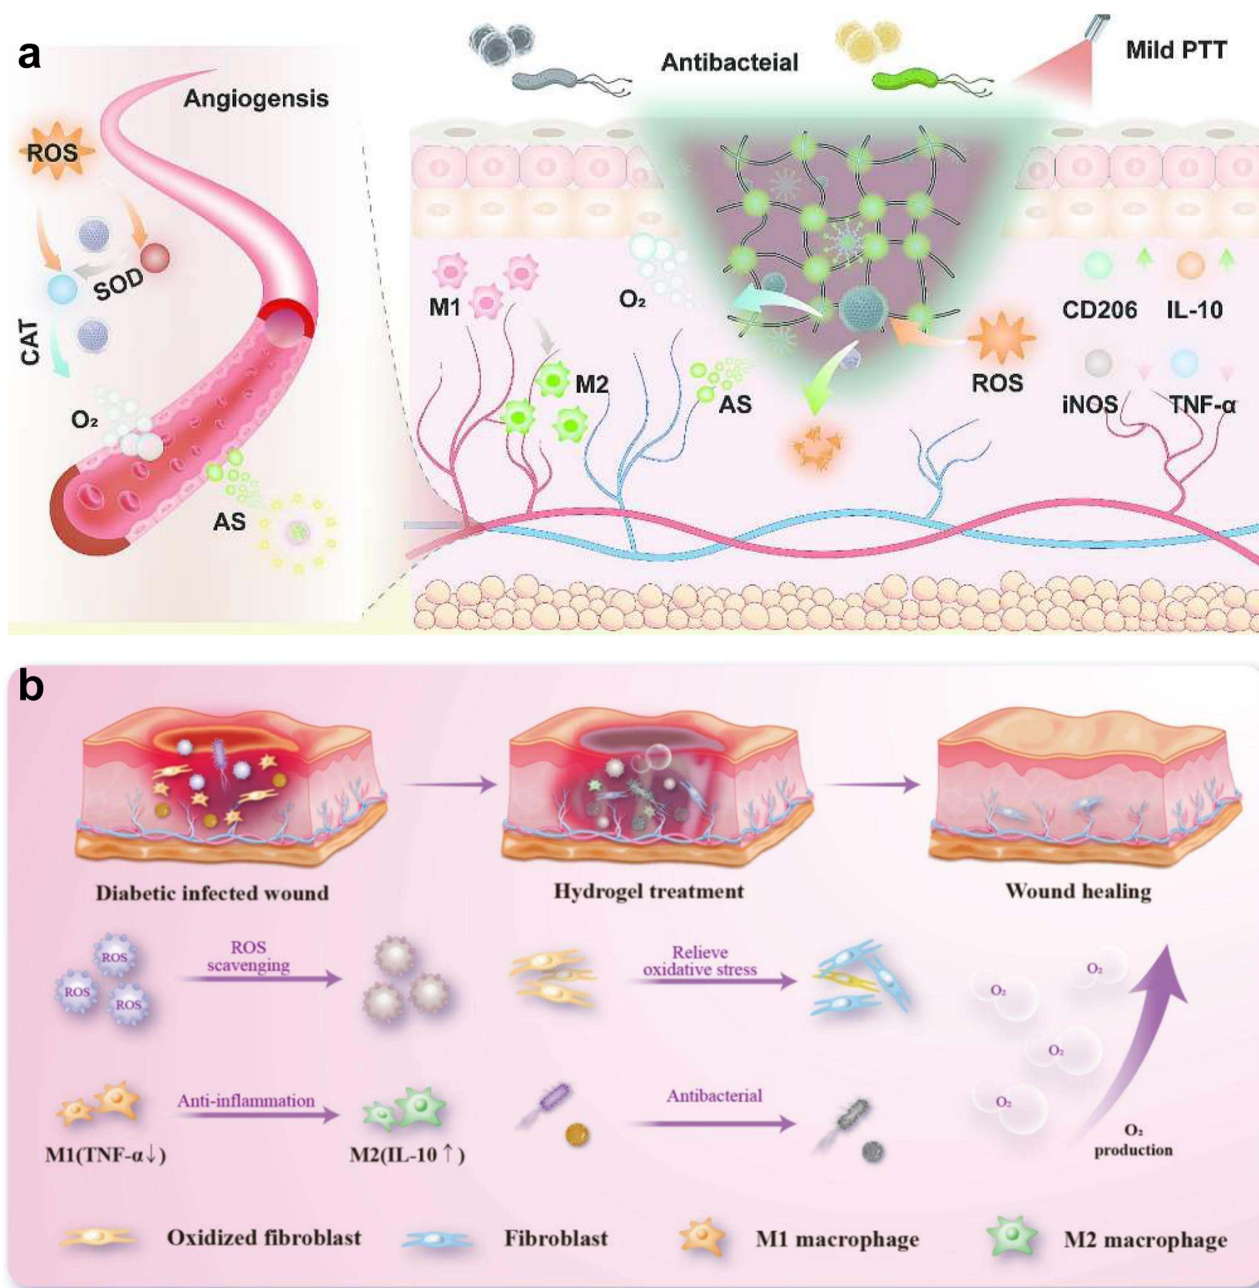 a
Angiogensis
ROS
SOD
CAT
O₂
AS
Antibacteial
Mild PTT
M1
O₂
M2
AS
ROS
CD206
IL-10
iNOS
TNF-α
b
Diabetic infected wound
Hydrogel treatment
Wound healing
ROS
ROS
ROS
ROS
scavenging
Relieve
oxidative stress
O₂
O₂
O₂
O₂
Anti-inflammation
M1(TNF-α↓)
M2(IL-10↑)
Antibacterial
O₂
production
Oxidized fibroblast
Fibroblast
M1 macrophage
M2 macrophage